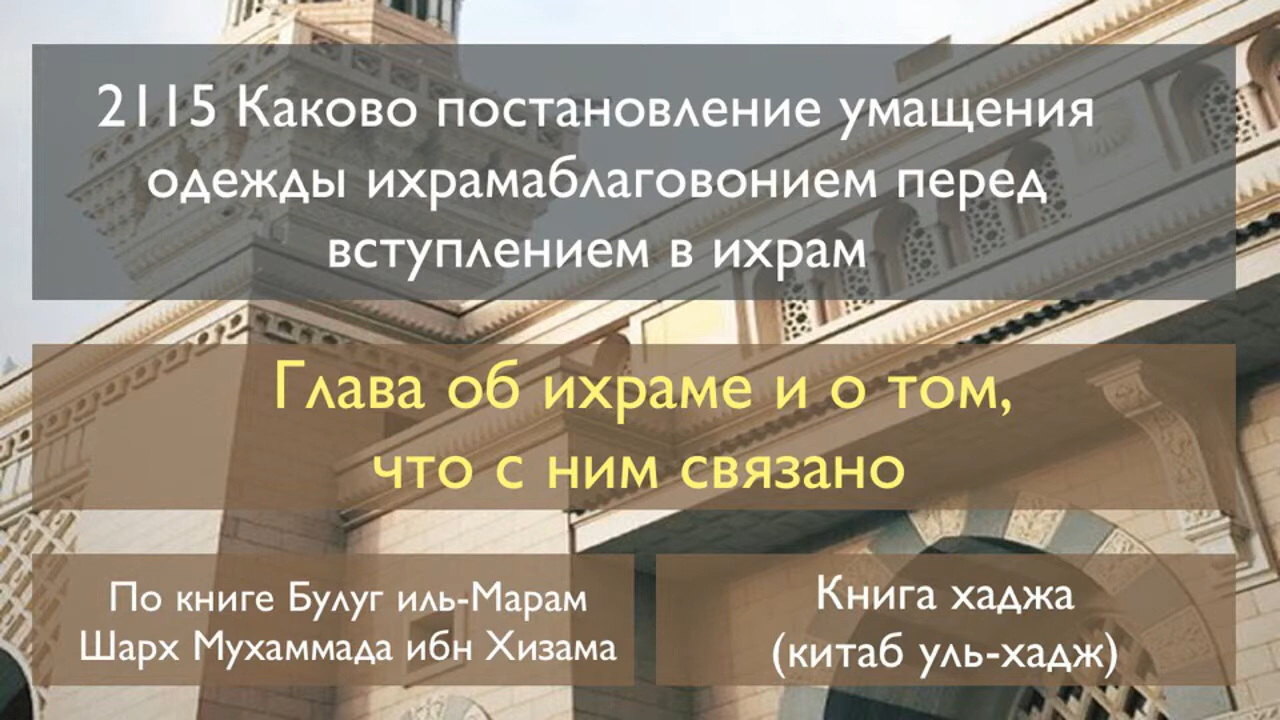 2115 Каково постановление умащения
одежды ихрамаблаговонием перед
вступлением в ихрам
Глава об ихраме и о том,
что с ним связано
По книге Булуг иль-Марам
Шарх Мухаммада ибн Хизама
Книга хаджа
(китаб уль-хадж)